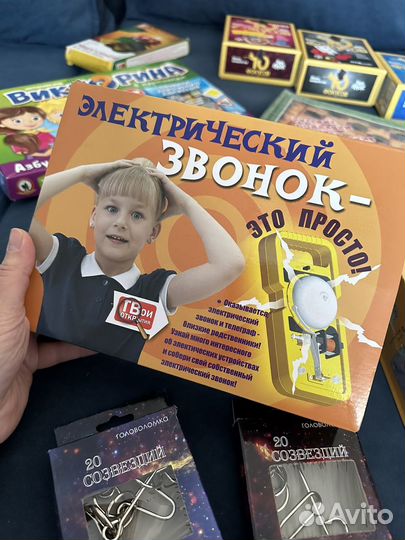 ВИКТОРИНА
Азбу
ЭЛЕКТРИЧЕСКИЙ
ЗВОНОК-
ЭТО ПРОСТО!
ТВои
ОТКРЫТИЯ
• Оказывается
электрический
звонок и телеграф -
близкие родственники!
Узнай много интересного
об электических устройствах
и собери свой собственный
электрический звонок!
ГОЛОВОЛОМКА
20
СОЗВЕЗДИЙ
ГОЛОВОЛОМКА
20
СОЗВЕЗДИЙ
Avito